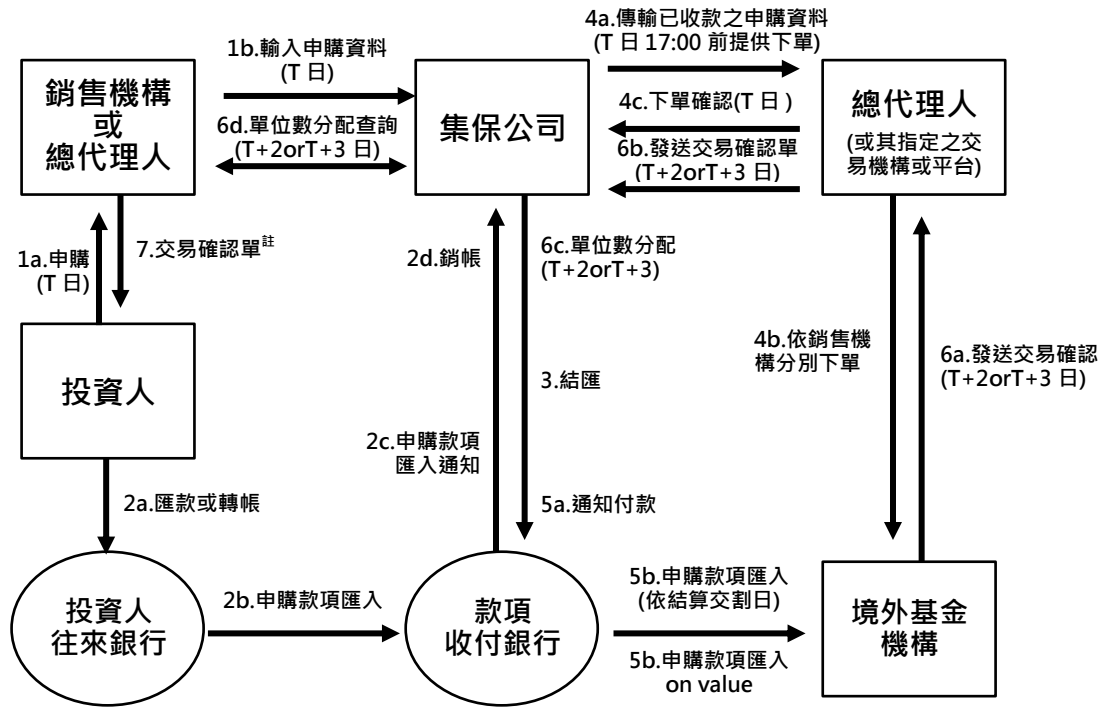 4a.傳輸已收款之申購資料
(T 日 17:00 前提供下單)
1b.輸入申購資料
(T 日)
銷售機構
或
總代理人
集保公司
4c.下單確認(T 日 )
總代理人
(或其指定之交
易機構或平台)
6d.單位數分配查詢
(T+2orT+3 日)
6b.發送交易確認單
(T+2orT+3 日)
1a.申購
(T 日)
7.交易確認單註
2d.銷帳
6c.單位數分配
(T+2orT+3)
4b.依銷售機
構分別下單
6a.發送交易確認
(T+2orT+3 日)
投資人
3.結匯
2c.申購款項
匯入通知
2a.匯款或轉帳
5a.通知付款
投資人
往來銀行
2b.申購款項匯入
款項
收付銀行
5b.申購款項匯入
(依結算交割日)
5b.申購款項匯入
on value
境外基金
機構